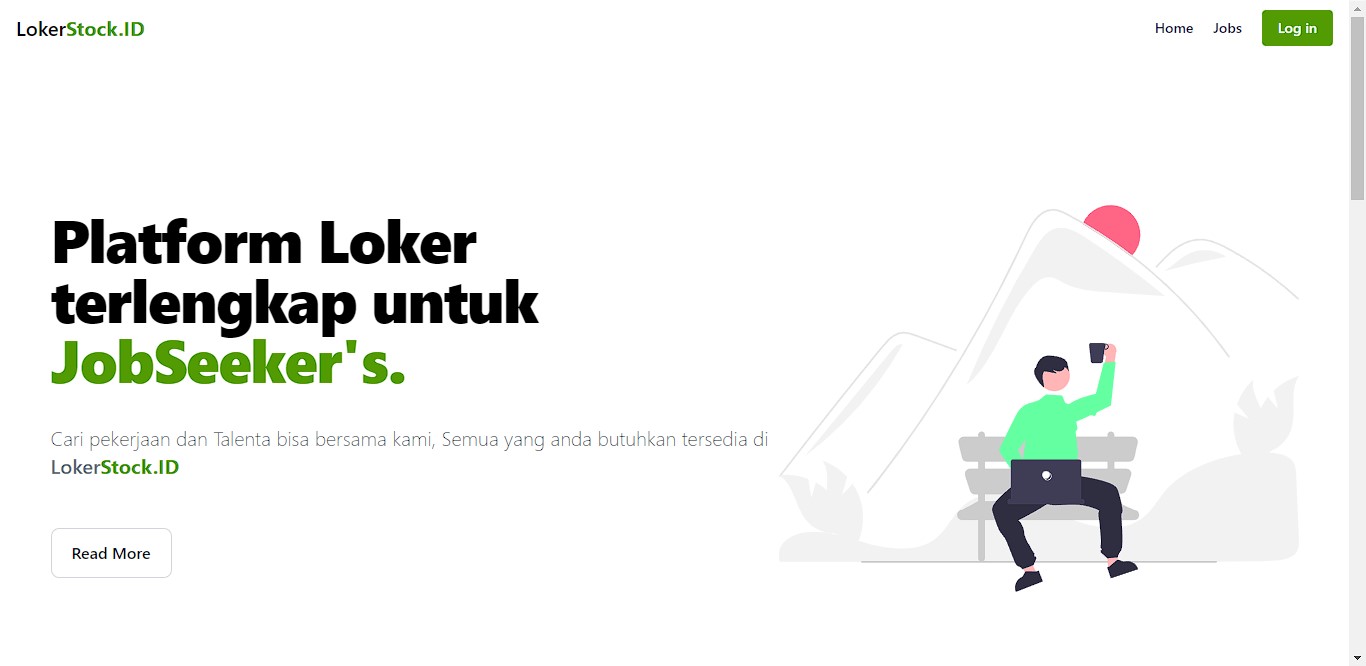 LokerStock.ID
Home
Jobs
Log in
Platform Loker
terlengkap untuk
JobSeeker's.
Cari pekerjaan dan Talenta bisa bersama kami, Semua yang anda butuhkan tersedia di
LokerStock.ID
Read More